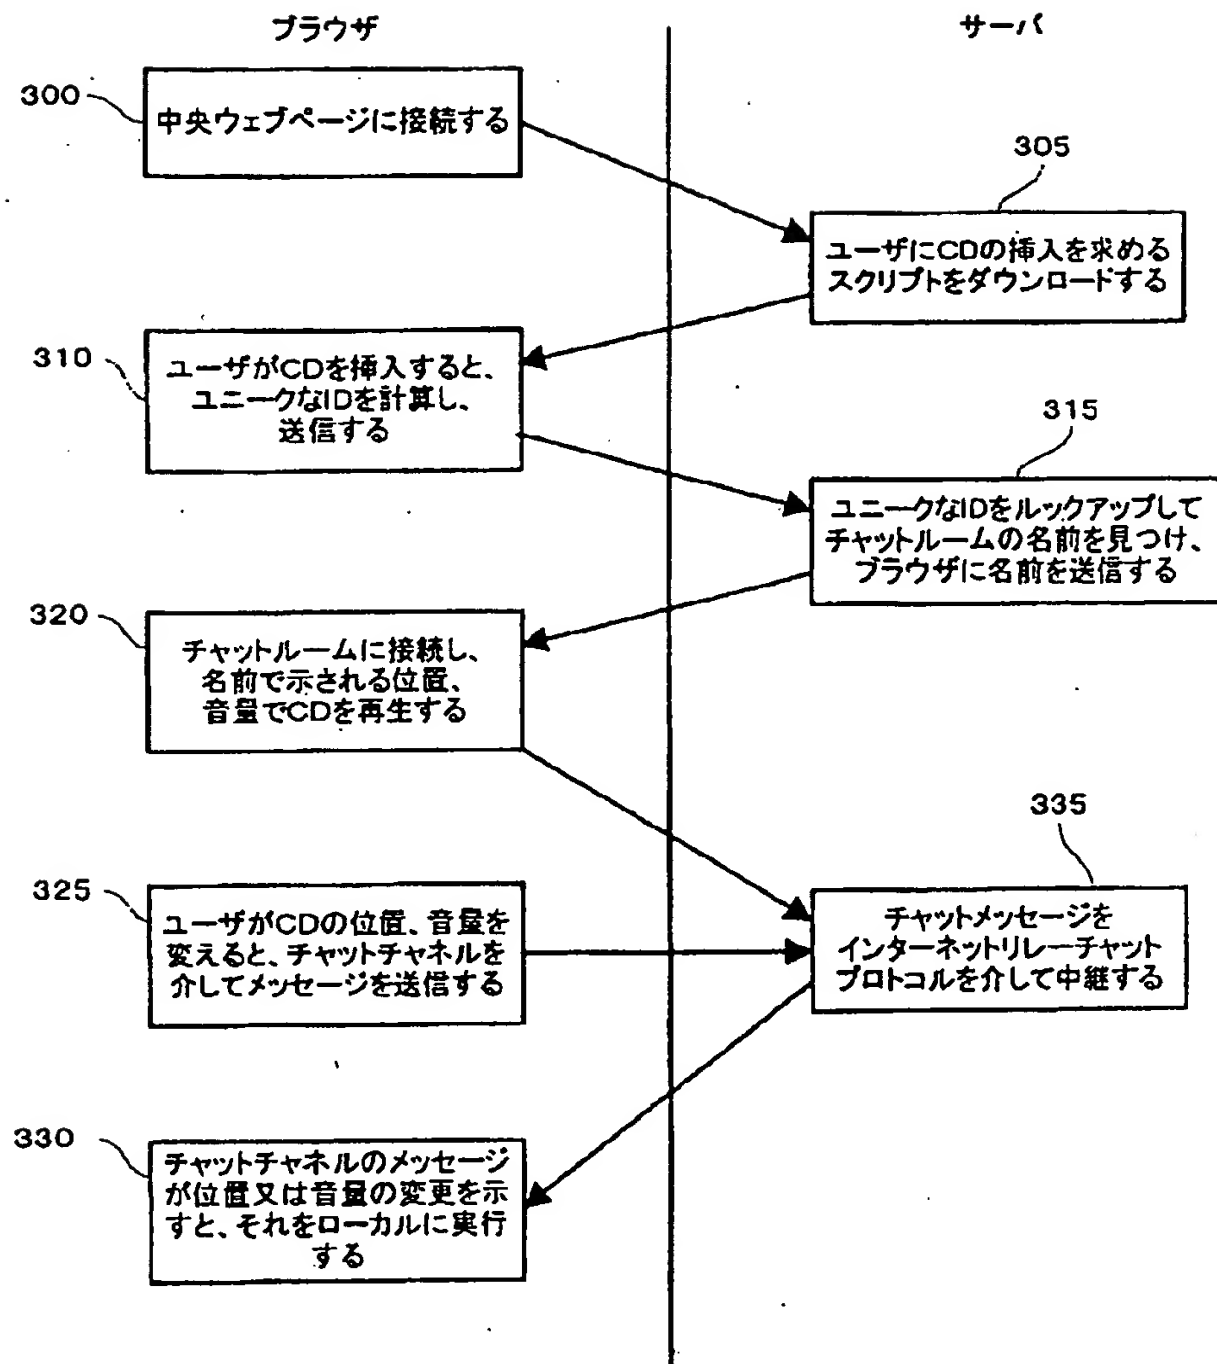 ブラウザ
サーバ
300
中央ウェブページに接続する
305
ユーザにCDの挿入を求める
スクリプトをダウンロードする
310
ユーザがCDを挿入すると、
ユニークなIDを計算し、
送信する
315
ユニークなIDをルックアップして
チャットルームの名前を見つけ、
ブラウザに名前を送信する
320
チャットルームに接続し、
名前で示される位置、
音量でCDを再生する
325
ユーザがCDの位置、音量を
変えると、チャットチャネルを
介してメッセージを送信する
335
チャットメッセージを
インターネットリレーチャット
プロトコルを介して中継する
330
チャットチャネルのメッセージ
が位置又は音量の変更を示
すと、それをローカルに実行
する